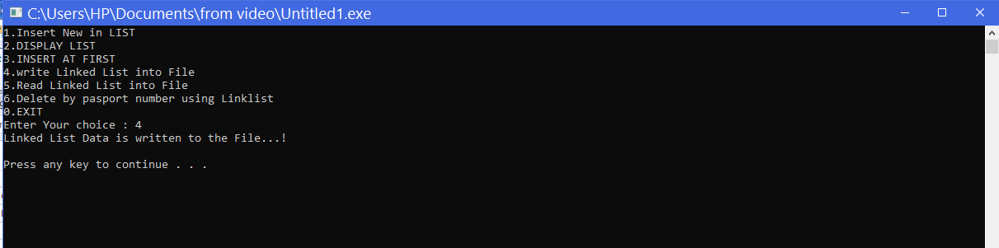 C:\Users\HP\Documents\from video\Untitled1.exe
1.Insert New in LIST
2.DISPLAY LIST
3.INSERT AT FIRST
4.write Linked List into File
5.Read Linked List into File
6.Delete by pasport number using Linklist
0.EXIT
Enter Your choice : 4
Linked List Data is written to the File...!
Press any key to continue . . .